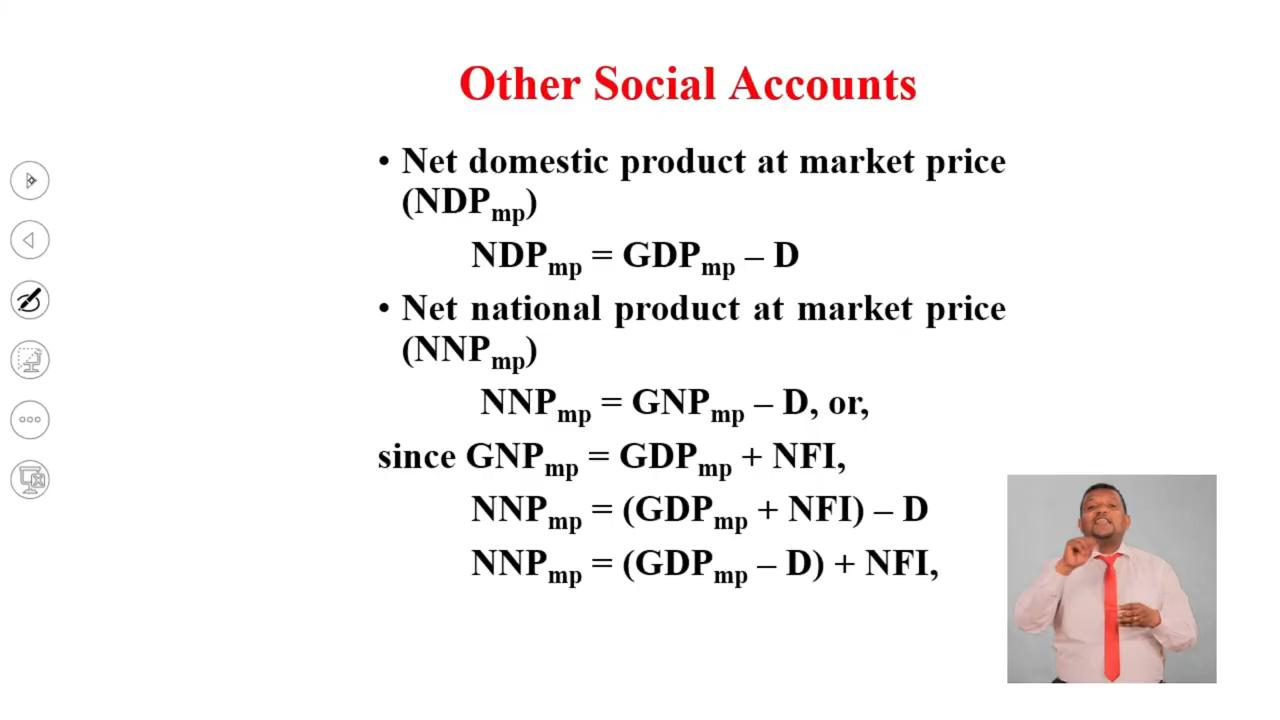 Other Social Accounts
• Net domestic product at market price
(NDPmp)
NDPmp = GDPmp – D
• Net national product at market price
(NNPmp)
NNPmp = GNPmp – D, or,
since GNPmp = GDPmp + NFI,
NNPmp = (GDPmp + NFI) – D
NNPmp = (GDPmp – D) + NFI,